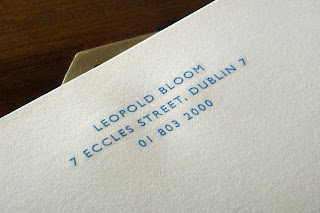 LEOPOLD BLOOM
7 ECCLES STREET, DUBLIN 7
01 803 2000